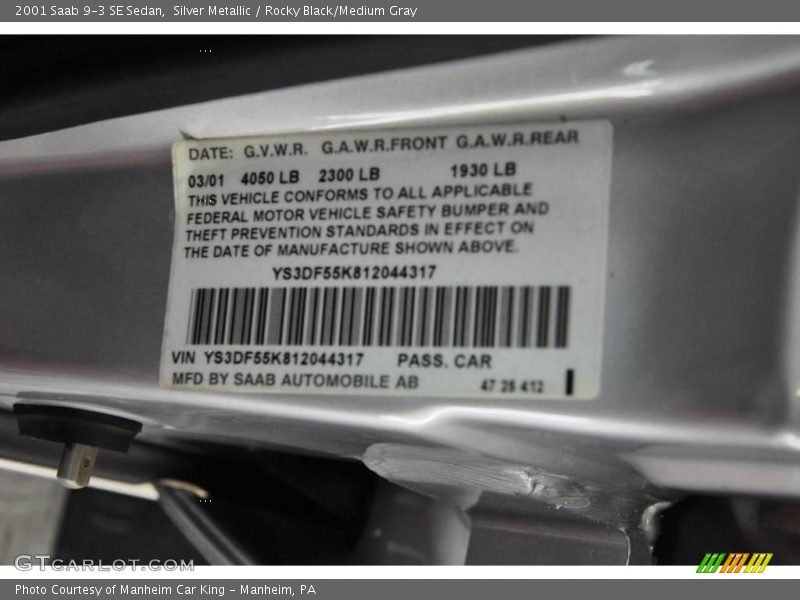 2001 Saab 9-3 SE Sedan, Silver Metallic / Rocky Black/Medium Gray
DATE: G.V.W.R. G.A.W.R.FRONT G.A.W.R.REAR
03/01 4050 LB 2300 LB 1930 LB
THIS VEHICLE CONFORMS TO ALL APPLICABLE
FEDERAL MOTOR VEHICLE SAFETY BUMPER AND
THEFT PREVENTION STANDARDS IN EFFECT ON
THE DATE OF MANUFACTURE SHOWN ABOVE.
YS3DF55K812044317
VIN YS3DF55K812044317 PASS. CAR
MFD BY SAAB AUTOMOBILE AB 47 26 412
GTCARLOT.COM
Photo Courtesy of Manheim Car King - Manheim, PA